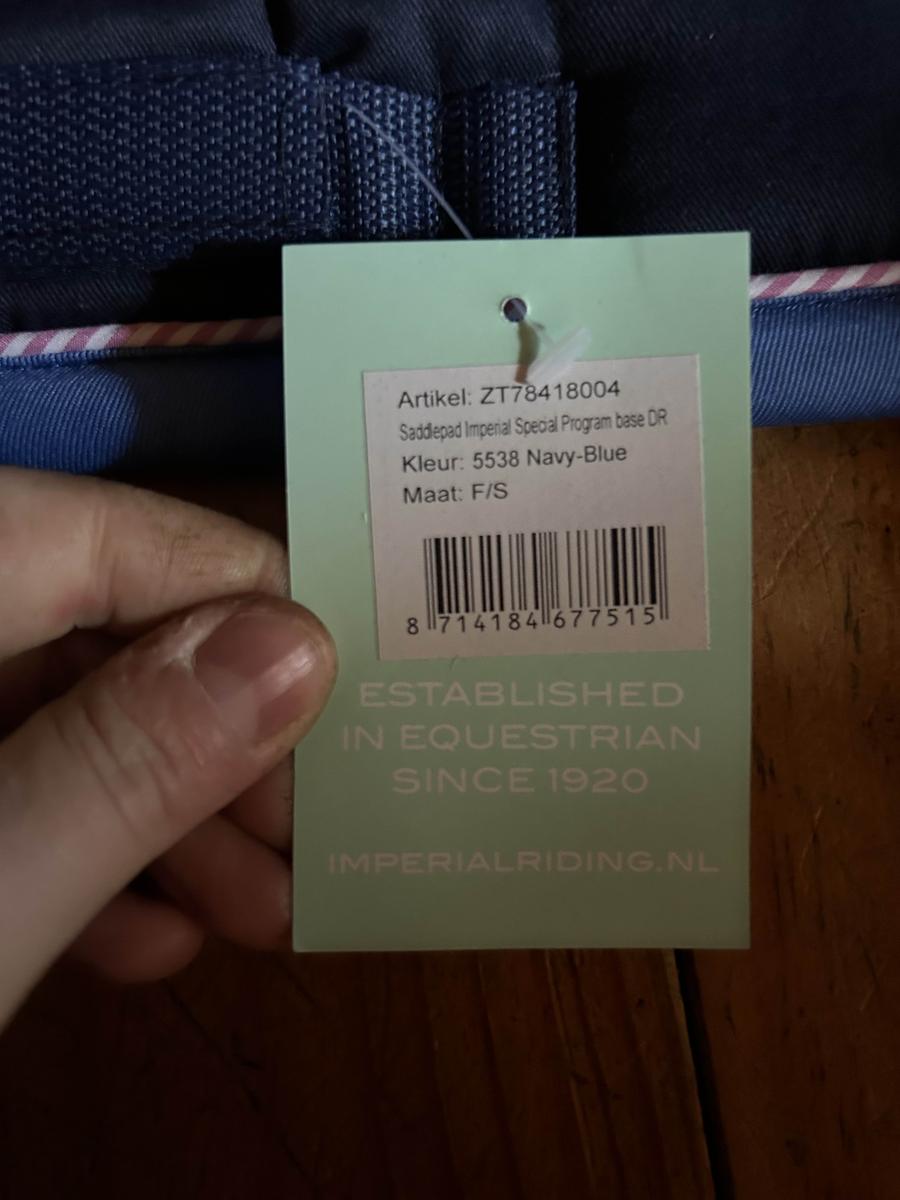 Artikel: ZT78418004
Saddlepad Imperial Special Program base DR
Kleur: 5538 Navy-Blue
Maat: F/S
8 714184 677515
ESTABLISHED
IN EQUESTRIAN
SINCE 1920
IMPERIALRIDING.NL